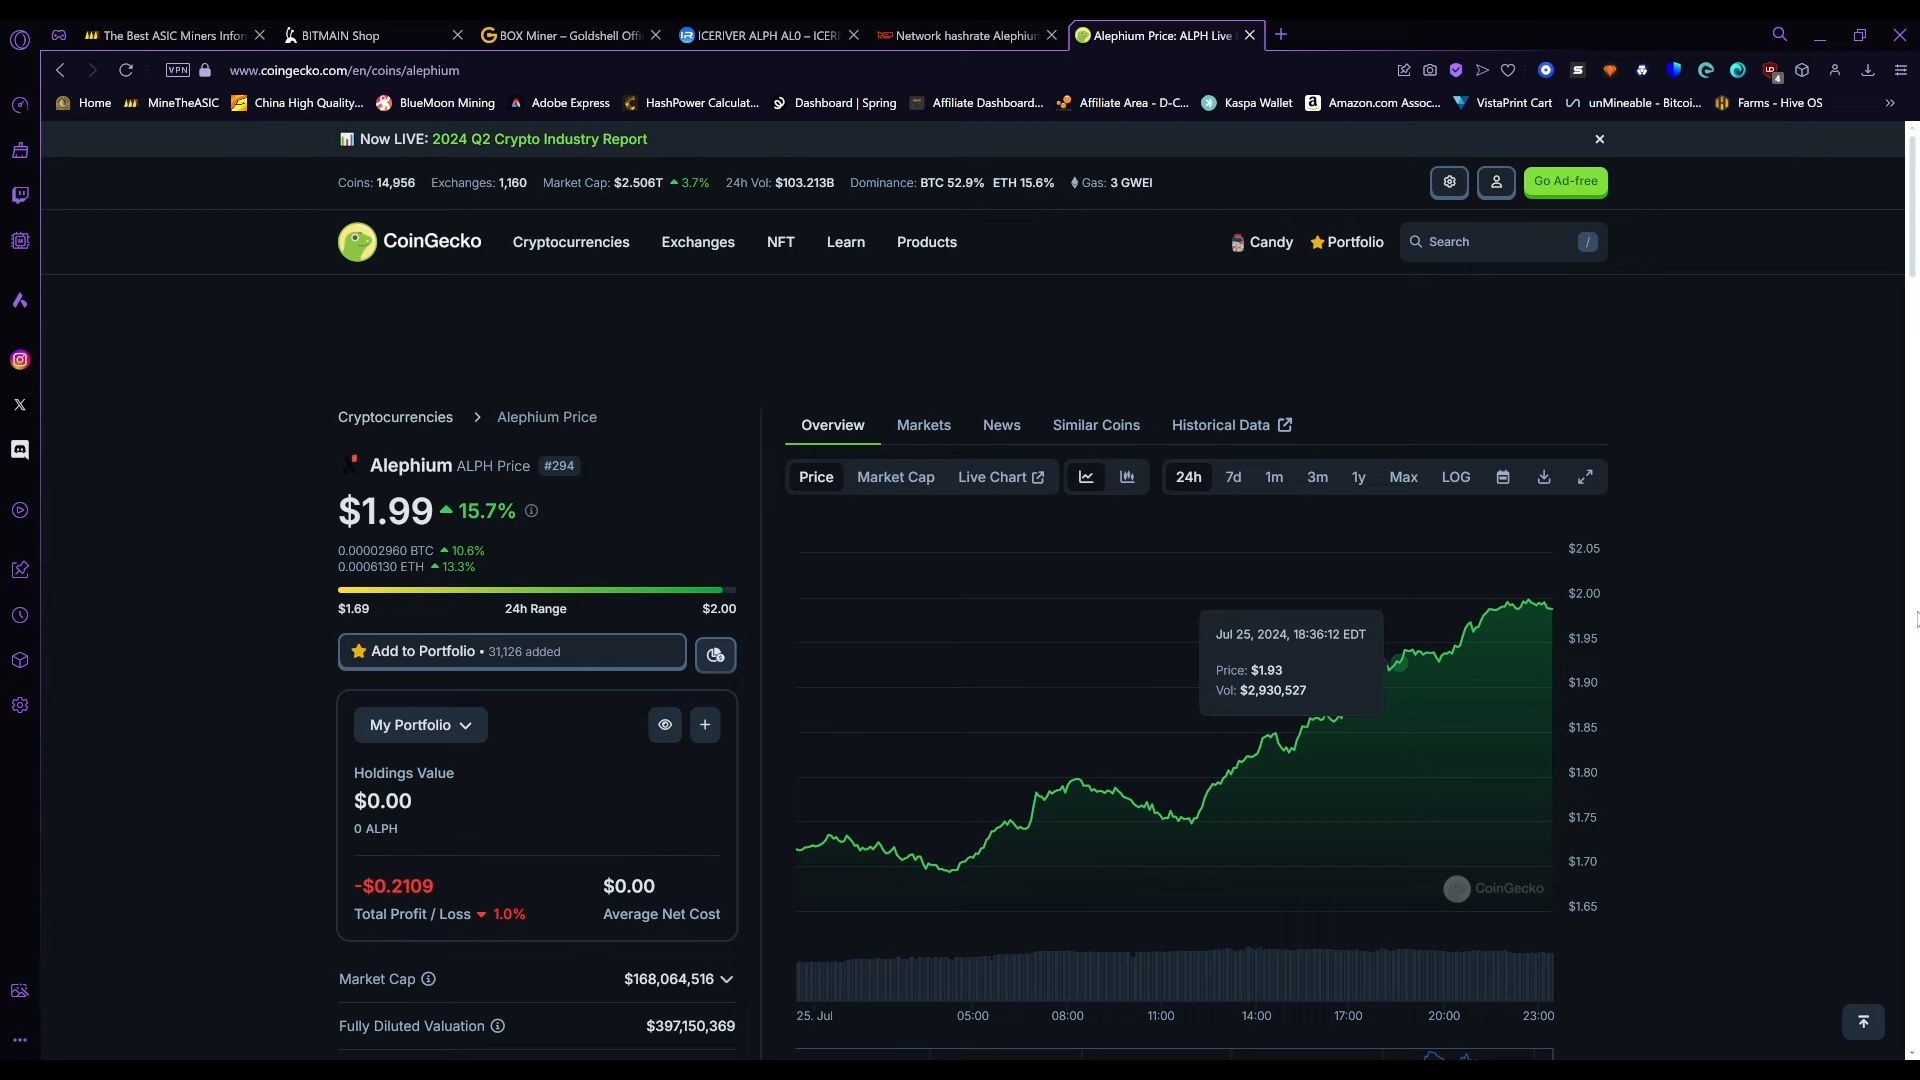 The Best ASIC Miners Infor
BITMAIN Shop
BOX Miner – Goldshell Offi
ICERIVER ALPH AL0 – ICERI
Network hashrate Alephium
Alephium Price: ALPH Live
VPN
www.coingecko.com/en/coins/alephium
4
Home
MineTheASIC
China High Quality...
BlueMoon Mining
Adobe Express
HashPower Calculat...
Dashboard | Spring
Affiliate Dashboard...
Affiliate Area - D-C...
Kaspa Wallet
Amazon.com Assoc...
VistaPrint Cart
unMineable - Bitcoi...
Farms - Hive OS
Now LIVE: 2024 Q2 Crypto Industry Report
Coins: 14,956 Exchanges: 1,160 Market Cap: $2.506T 3.7% 24h Vol: $103.213B Dominance: BTC 52.9% ETH 15.6% Gas: 3 GWEI
Go Ad-free
CoinGecko
Cryptocurrencies Exchanges NFT Learn Products
Candy Portfolio Search /
Cryptocurrencies > Alephium Price
Alephium ALPH Price #294
$1.99 15.7%
0.00002960 BTC 10.6%
0.0006130 ETH 13.3%
$1.69 24h Range $2.00
Add to Portfolio • 31,126 added
My Portfolio
Holdings Value
$0.00
0 ALPH
-$0.2109 $0.00
Total Profit / Loss 1.0% Average Net Cost
Market Cap $168,064,516
Fully Diluted Valuation $397,150,369
Overview Markets News Similar Coins Historical Data
Price Market Cap Live Chart
24h 7d 1m 3m 1y Max LOG
$2.05
$2.00
$1.95
$1.90
$1.85
$1.80
$1.75
$1.70
$1.65
Jul 25, 2024, 18:36:12 EDT
Price: $1.93
Vol: $2,930,527
CoinGecko
25. Jul 05:00 08:00 11:00 14:00 17:00 20:00 23:00